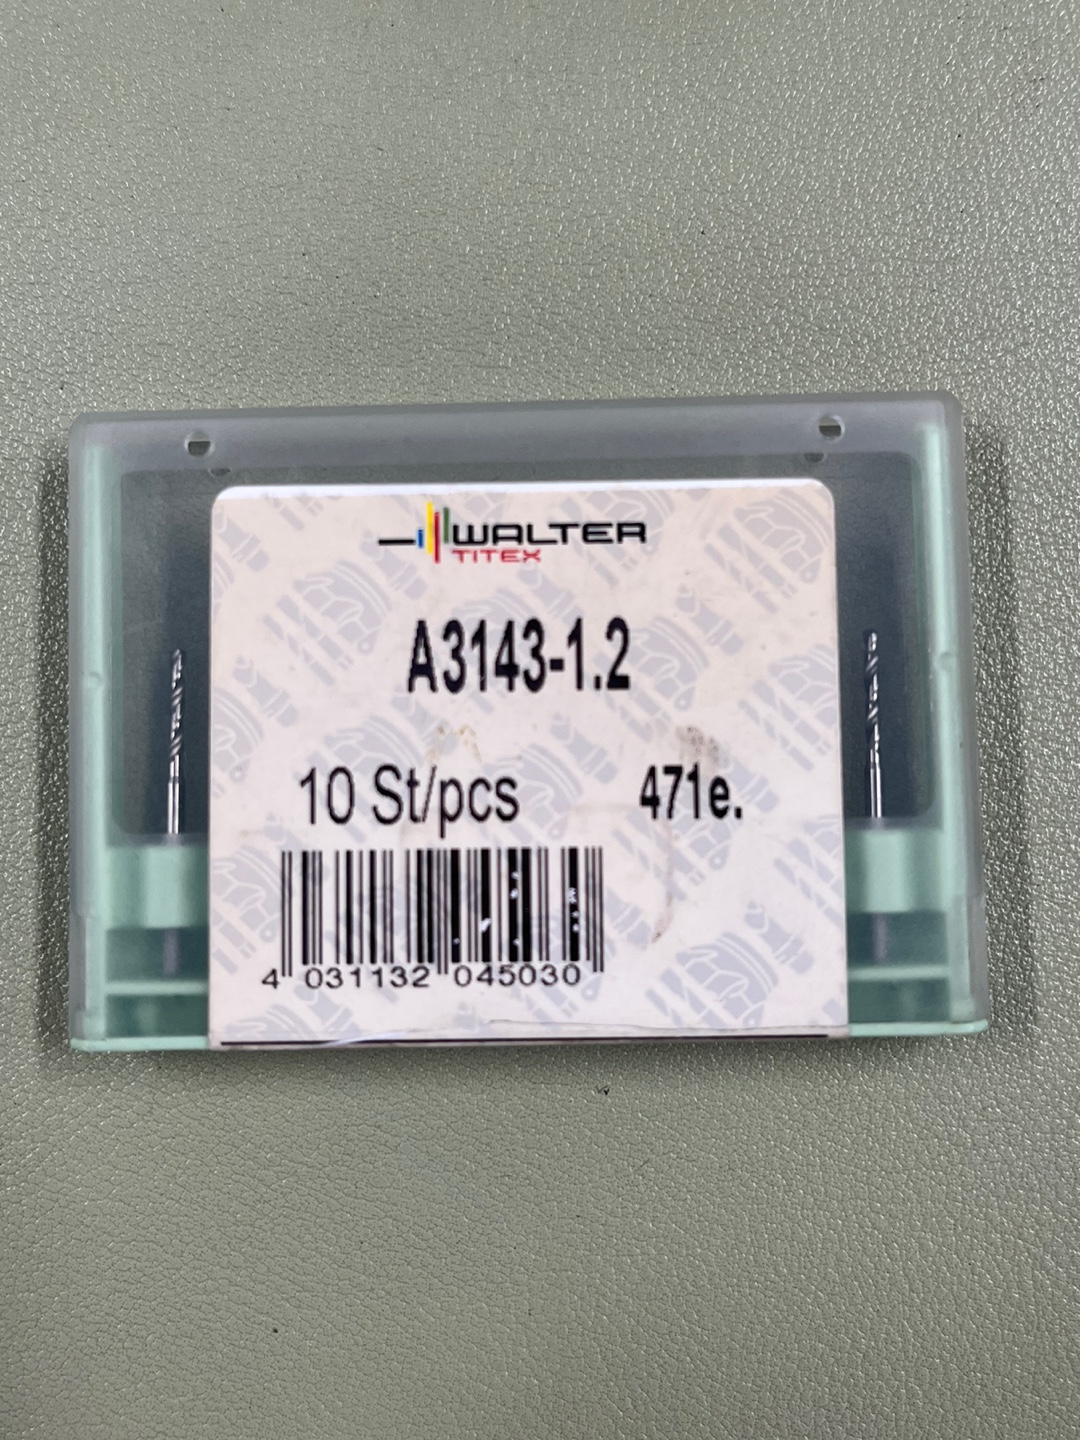 WALTER
TITEX
A3143-1.2
10 St/pcs 471e.
4 031132 045030